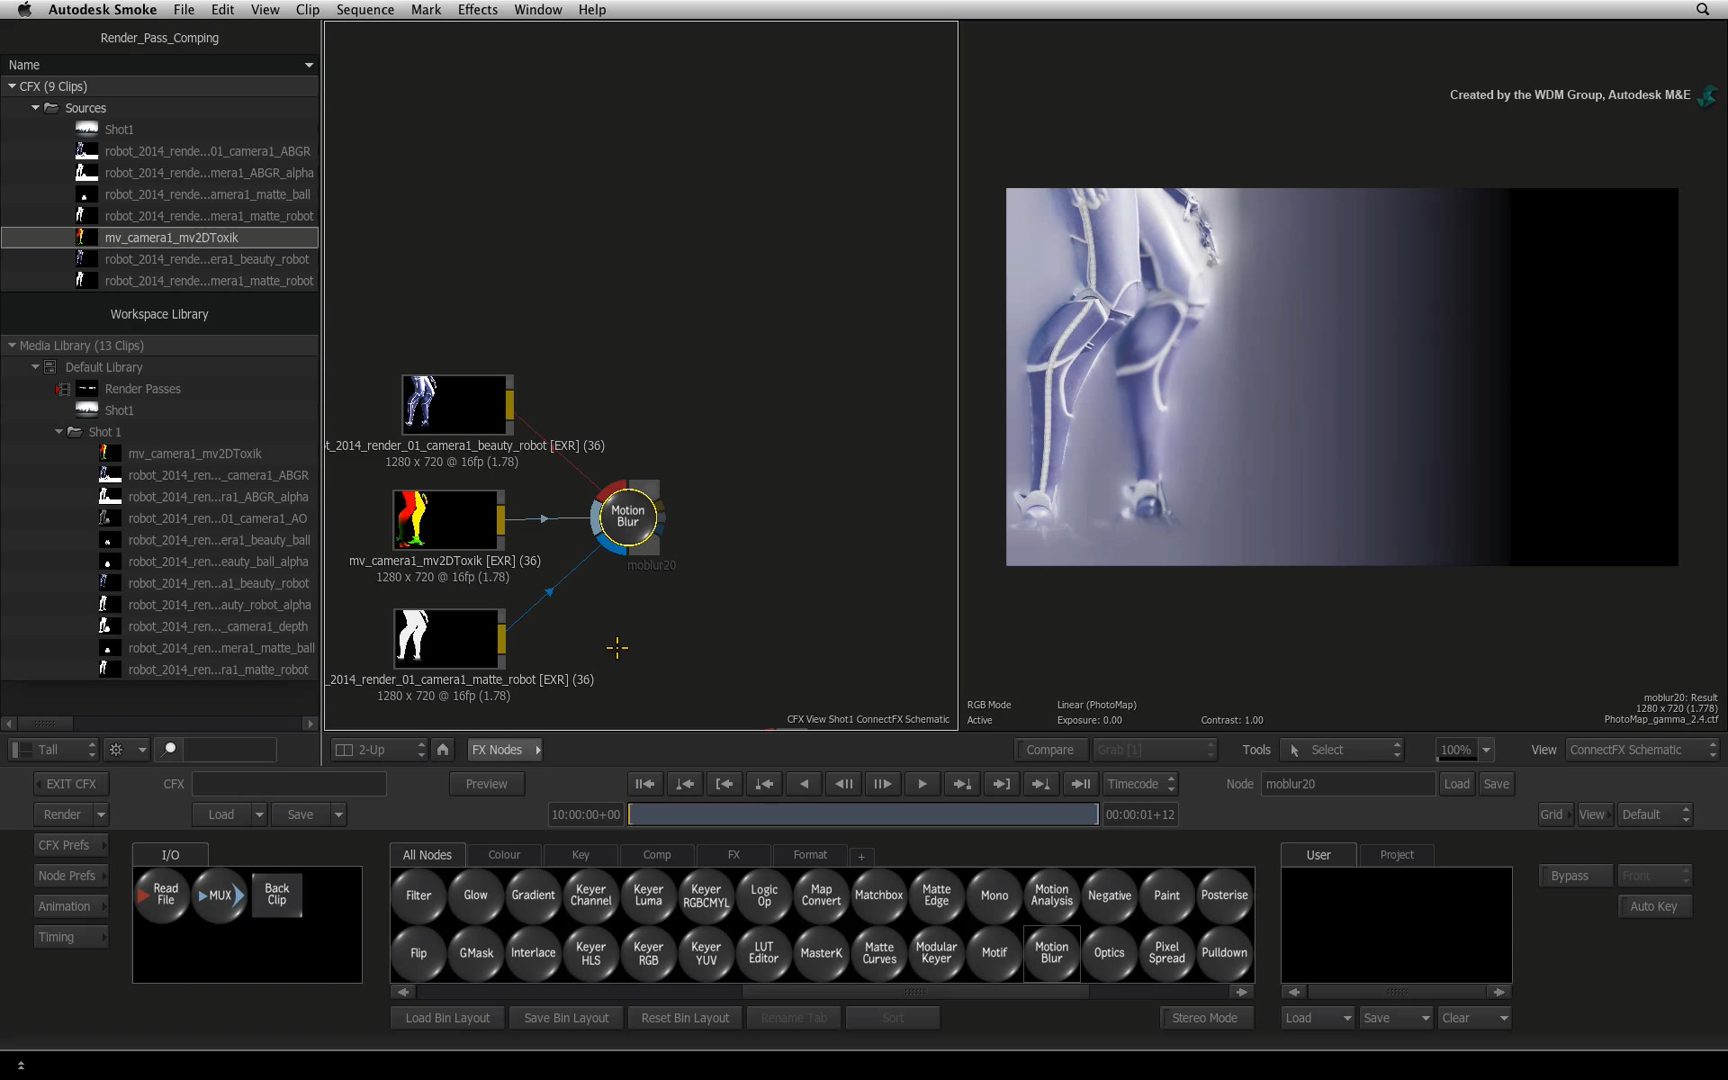 Autodesk Smoke File Edit View Clip Sequence Mark Effects Window Help
Render_Pass_Comping
Name
CFX (9 Clips)
Sources
Shot1
robot_2014_rende...01_camera1_ABGR
robot_2014_rende...mera1_ABGR_alpha
robot_2014_rende...amera1_matte_ball
robot_2014_rende...mera1_matte_robot
mv_camera1_mv2DToxik
robot_2014_rende...era1_beauty_robot
robot_2014_rende...mera1_matte_robot
Workspace Library
Media Library (13 Clips)
Default Library
Render Passes
Shot1
Shot 1
mv_camera1_mv2DToxik
robot_2014_ren..._camera1_ABGR
robot_2014_ren...ra1_ABGR_alpha
robot_2014_ren...01_camera1_AO
robot_2014_ren...era1_beauty_ball
robot_2014_ren...eauty_ball_alpha
robot_2014_ren...a1_beauty_robot
robot_2014_ren...auty_robot_alpha
robot_2014_ren..._camera1_depth
robot_2014_ren...mera1_matte_ball
robot_2014_ren...ra1_matte_robot
t_2014_render_01_camera1_beauty_robot [EXR] (36)
1280 x 720 @ 16fp (1.78)
mv_camera1_mv2DToxik [EXR] (36)
1280 x 720 @ 16fp (1.78)
_2014_render_01_camera1_matte_robot [EXR] (36)
1280 x 720 @ 16fp (1.78)
Motion
Blur
moblur20
CFX View Shot1 ConnectFX Schematic
Created by the WDM Group, Autodesk M&E
RGB Mode Linear (PhotoMap)
Active Exposure: 0.00 Contrast: 1.00
moblur20: Result
1280 x 720 (1.778)
PhotoMap_gamma_2.4.ctf
Tall 2-Up FX Nodes Compare Grab [1] Tools Select 100% View ConnectFX Schematic
EXIT CFX CFX Preview Timecode Node moblur20 Load Save
Render Load Save 10:00:00+00 00:00:01+12 Grid View Default
CFX Prefs
Node Prefs
Animation
Timing
I/O
Read
File
MUX
Back
Clip
All Nodes Colour Key Comp FX Format +
Filter
Glow
Gradient
Keyer
Channel
Keyer
Luma
Keyer
RGBCMYL
Logic
Op
Map
Convert
Matchbox
Matte
Edge
Mono
Motion
Analysis
Negative
Paint
Posterise
Flip
GMask
Interlace
Keyer
HLS
Keyer
RGB
Keyer
YUV
LUT
Editor
MasterK
Matte
Curves
Modular
Keyer
Motif
Motion
Blur
Optics
Pixel
Spread
Pulldown
Load Bin Layout Save Bin Layout Reset Bin Layout Rename Tab Sort Stereo Mode
User Project
Load Save Clear
Bypass Front
Auto Key